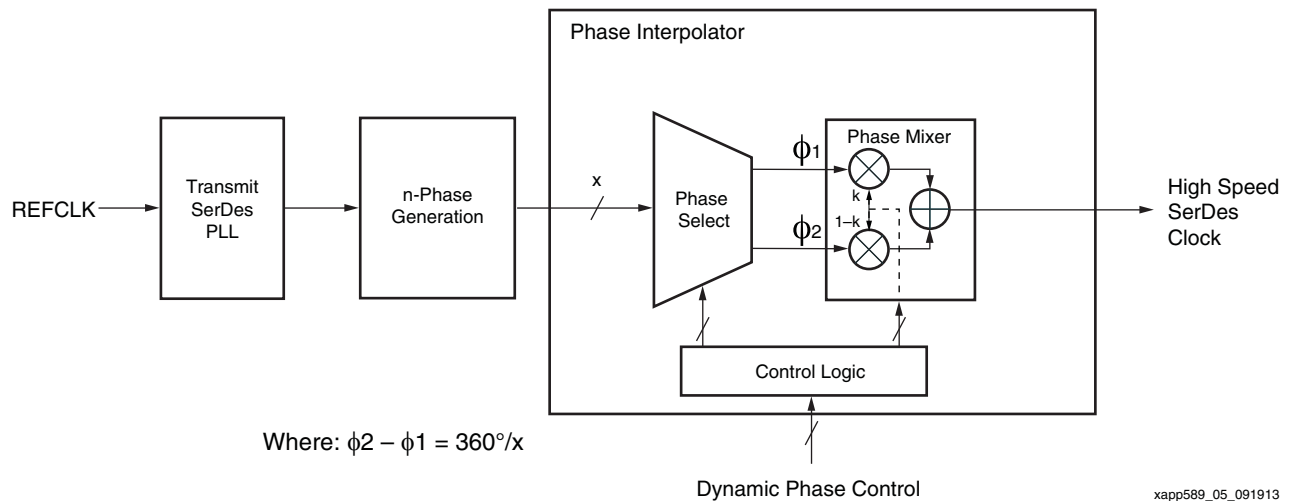 Phase Interpolator
REFCLK
Transmit
SerDes
PLL
n-Phase
Generation
x
Phase
Select
ϕ1
ϕ2
Phase Mixer
k
1–k
High Speed
SerDes
Clock
Control Logic
Where: ϕ2 – ϕ1 = 360°/x
Dynamic Phase Control
xapp589_05_091913